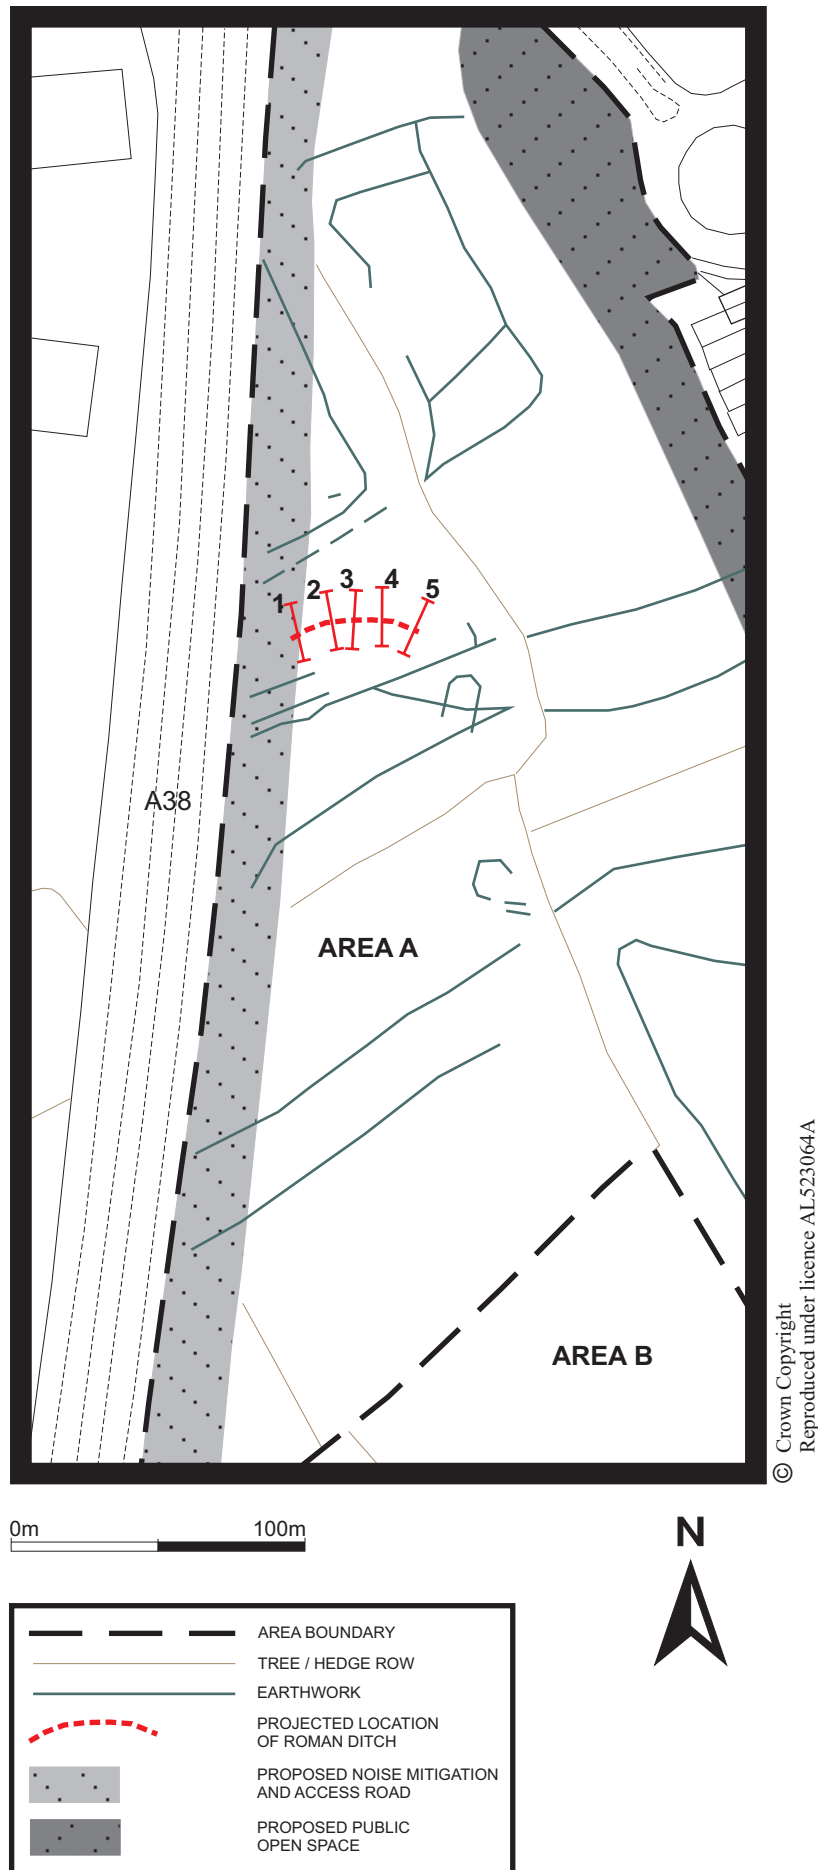 1
2
3
4
5
A38
AREA A
AREA B
© Crown Copyright
Reproduced under licence AL523064A
0m 100m
N
AREA BOUNDARY
TREE / HEDGE ROW
EARTHWORK
PROJECTED LOCATION
OF ROMAN DITCH
PROPOSED NOISE MITIGATION
AND ACCESS ROAD
PROPOSED PUBLIC
OPEN SPACE